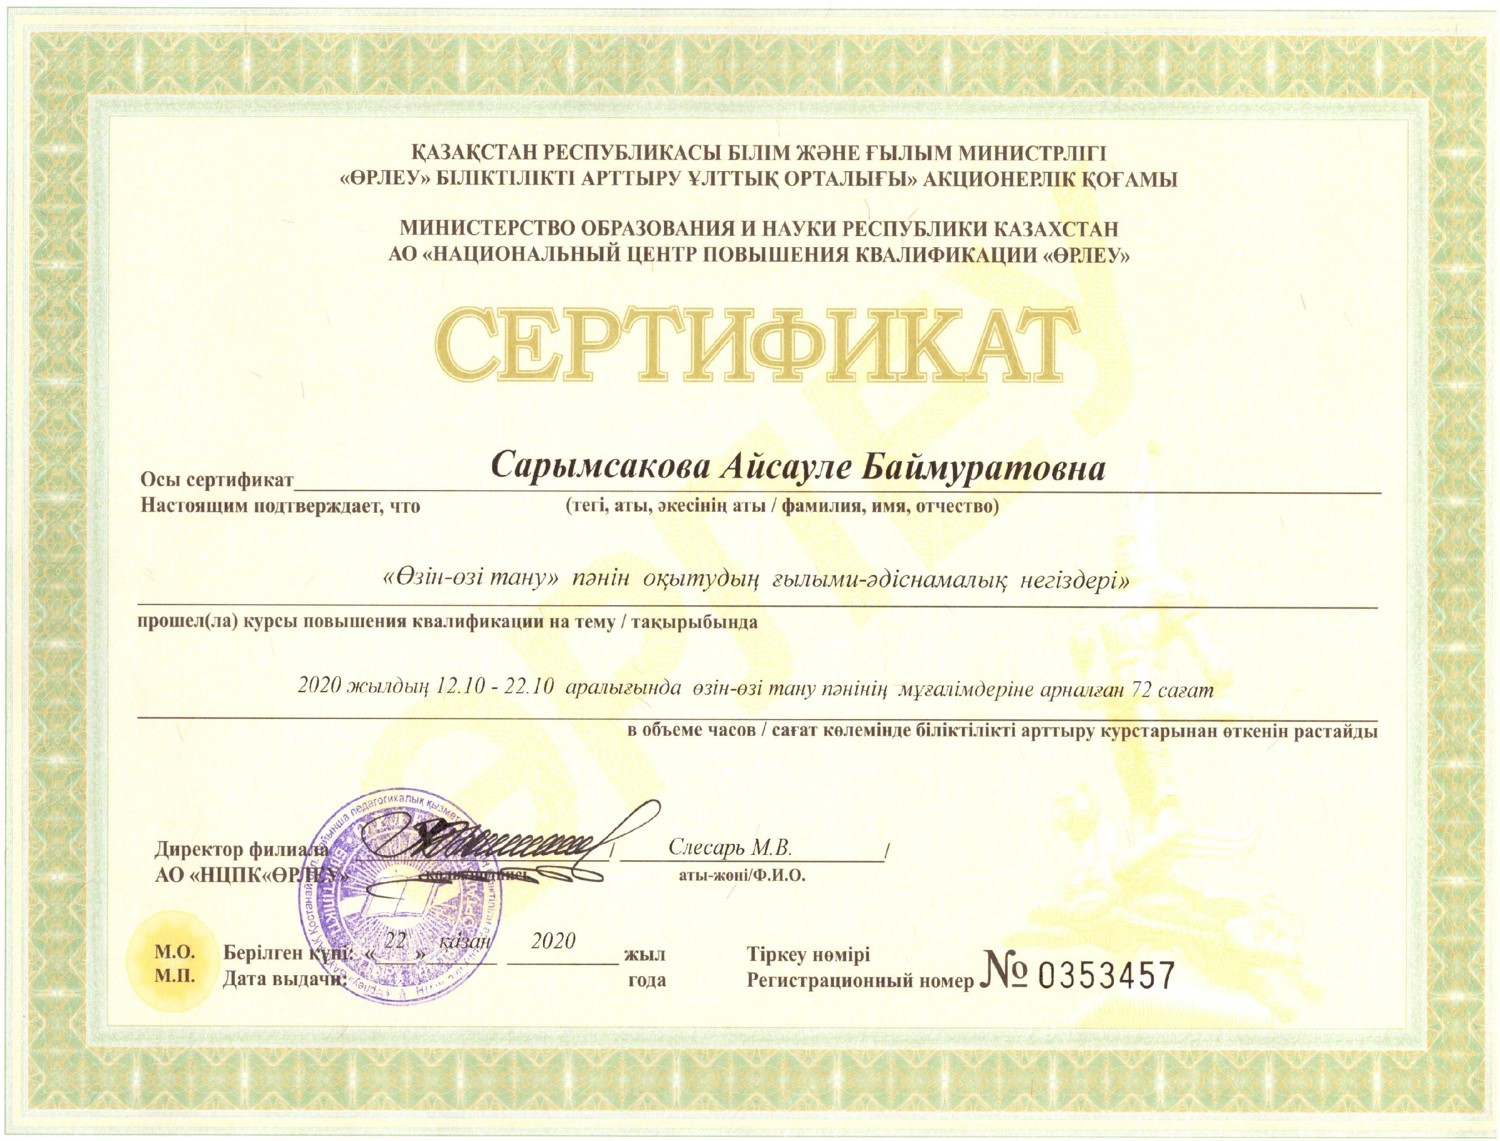 ҚАЗАҚСТАН РЕСПУБЛИКАСЫ БІЛІМ ЖӘНЕ ҒЫЛЫМ МИНИСТРЛІГІ
«ӨРЛЕУ» БІЛІКТІЛІКТІ АРТТЫРУ ҰЛТТЫҚ ОРТАЛЫҒЫ» АКЦИОНЕРЛІК ҚОҒАМЫ
МИНИСТЕРСТВО ОБРАЗОВАНИЯ И НАУКИ РЕСПУБЛИКИ КАЗАХСТАН
АО «НАЦИОНАЛЬНЫЙ ЦЕНТР ПОВЫШЕНИЯ КВАЛИФИКАЦИИ «ӨРЛЕУ»
СЕРТИФИКАТ
Осы сертификат Сарымсакова Айсауле Баймуратовна
Настоящим подтверждает, что (тегі, аты, әкесінің аты / фамилия, имя, отчество)
«Өзін-өзі тану» пәнін оқытудың ғылыми-әдіснамалық негіздері»
прошел(ла) курсы повышения квалификации на тему / тақырыбында
2020 жылдың 12.10 - 22.10 аралығында өзін-өзі тану пәнінің мұғалімдеріне арналған 72 сағат
в объеме часов / сағат көлемінде біліктілікті арттыру курстарынан өткенін растайды
Директор филиала / Слесарь М.В. /
АО «НЦПК«ӨРЛЕУ» аты-жөні/Ф.И.О.
М.О. Берілген күні: «22» қазан 2020 жыл Тіркеу нөмірі
М.П. Дата выдачи: года Регистрационный номер № 0353457